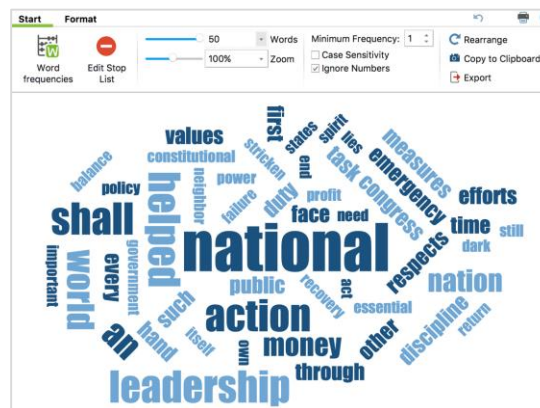 Start Format
50 Words
Minimum Frequency: 1
Rearrange
100% Zoom
Case Sensitivity
Copy to Clipboard
Word frequencies
Edit Stop List
Ignore Numbers
Export
first
states
spirit
lies
values
constitutional
stricken
end
task
congress
emergency
measures
balance
policy
neighbor
power
failure
duty
profit
efforts
shall
helped
face
need
time
still
dark
national
respects
important
world
every
government
such
public
recovery
act
essential
nation
discipline
return
action
an
hand
itself
own
money
other
through
leadership